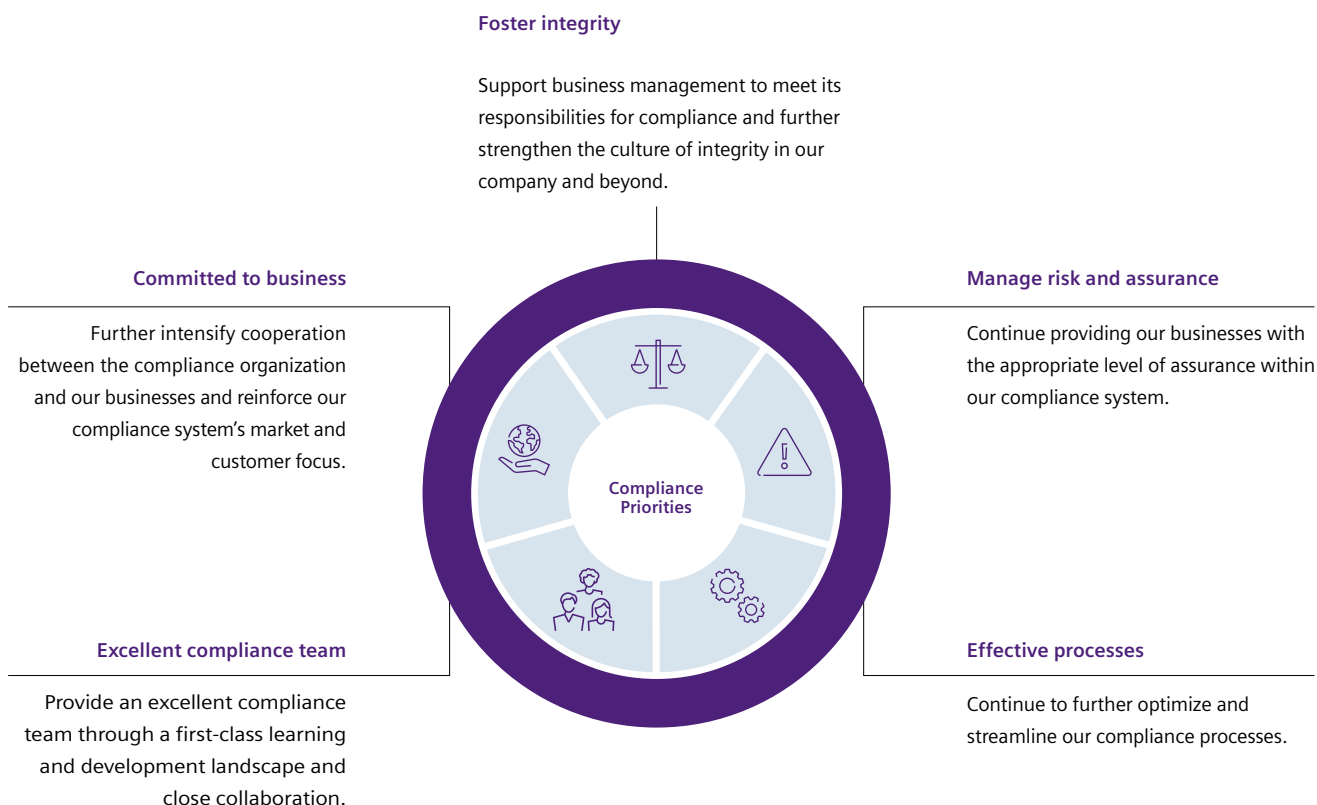 Foster integrity
Support business management to meet its
responsibilities for compliance and further
strengthen the culture of integrity in our
company and beyond.
Committed to business
Further intensify cooperation
between the compliance organization
and our businesses and reinforce our
compliance system’s market and
customer focus.
Manage risk and assurance
Continue providing our businesses with
the appropriate level of assurance within
our compliance system.
Compliance
Priorities
Excellent compliance team
Provide an excellent compliance
team through a first-class learning
and development landscape and
close collaboration.
Effective processes
Continue to further optimize and
streamline our compliance processes.